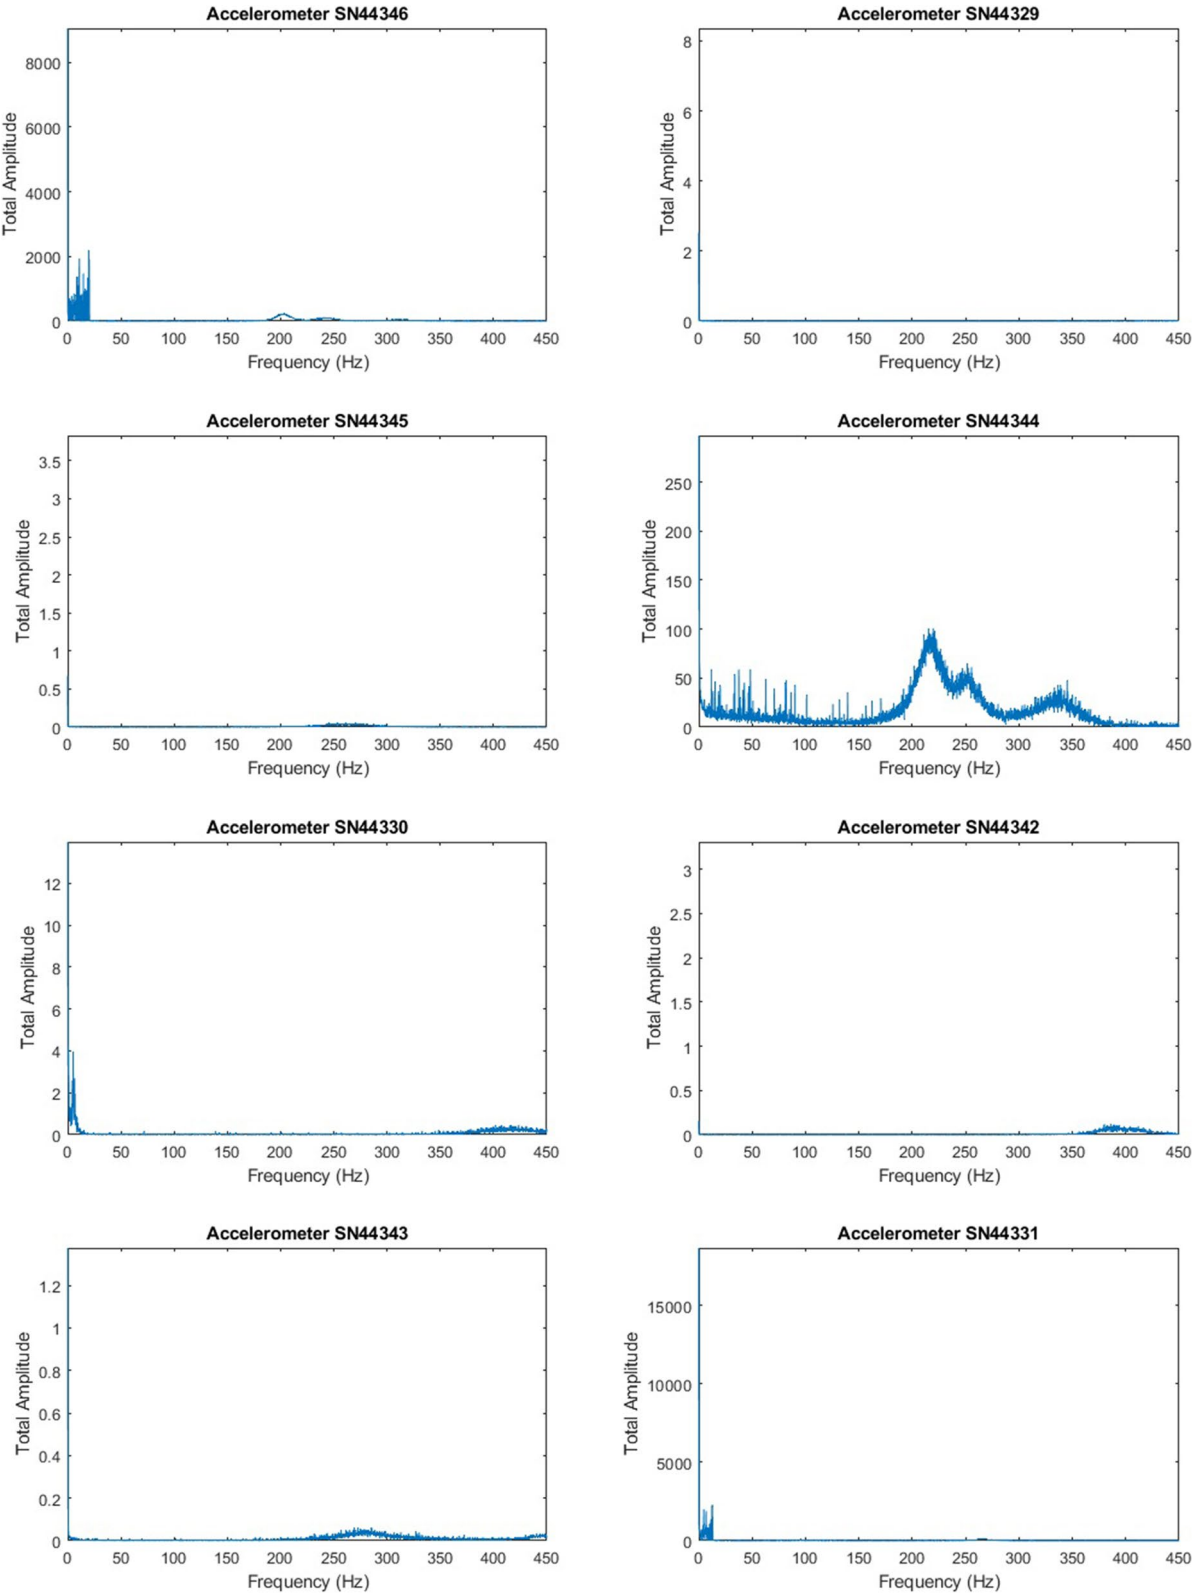 Accelerometer SN44346
Total Amplitude
8000
6000
4000
2000
0
0 50 100 150 200 250 300 350 400 450
Frequency (Hz)
Accelerometer SN44329
Total Amplitude
8
6
4
2
0
0 50 100 150 200 250 300 350 400 450
Frequency (Hz)
Accelerometer SN44345
Total Amplitude
3.5
3
2.5
2
1.5
1
0.5
0
0 50 100 150 200 250 300 350 400 450
Frequency (Hz)
Accelerometer SN44344
Total Amplitude
250
200
150
100
50
0
0 50 100 150 200 250 300 350 400 450
Frequency (Hz)
Accelerometer SN44330
Total Amplitude
12
10
8
6
4
2
0
0 50 100 150 200 250 300 350 400 450
Frequency (Hz)
Accelerometer SN44342
Total Amplitude
3
2.5
2
1.5
1
0.5
0
0 50 100 150 200 250 300 350 400 450
Frequency (Hz)
Accelerometer SN44343
Total Amplitude
1.2
1
0.8
0.6
0.4
0.2
0
0 50 100 150 200 250 300 350 400 450
Frequency (Hz)
Accelerometer SN44331
Total Amplitude
15000
10000
5000
0
0 50 100 150 200 250 300 350 400 450
Frequency (Hz)